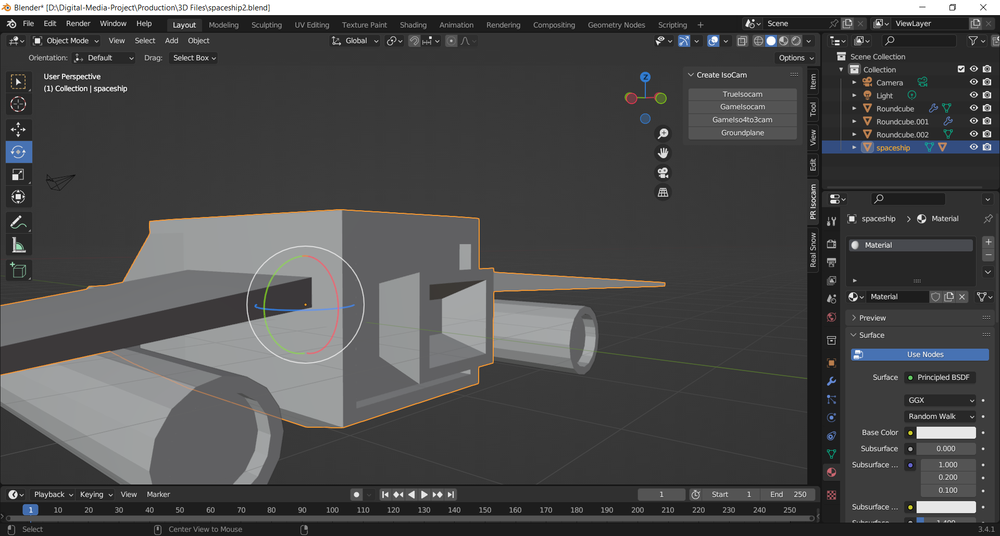 Blender* [D:\Digital-Media-Project\Production\3D Files\spaceship2.blend]
File Edit Render Window Help Layout Modeling Sculpting UV Editing Texture Paint Shading Animation Rendering Compositing Geometry Nodes Scripting + Scene ViewLayer
Object Mode View Select Add Object Global
Orientation: Default Drag: Select Box Options
User Perspective
(1) Collection | spaceship
Z
Create IsoCam
TrueIsocam
GameIsocam
GameIso4to3cam
Groundplane
Item
Tool
View
Edit
PR Isocam
Real Snow
Scene Collection
Collection
Camera
Light
Roundcube
Roundcube.001
Roundcube.002
spaceship
spaceship > Material
Material
Material
Preview
Surface
Use Nodes
Surface Principled BSDF
GGX
Random Walk
Base Color
Subsurface 0.000
Subsurface ... 1.000
0.200
0.100
Subsurface ...
Subsurface 1.400
Playback Keying View Marker 1 Start 1 End 250
1 10 20 30 40 50 60 70 80 90 100 110 120 130 140 150 160 170 180 190 200 210 220 230 240 250
Select Center View to Mouse 3.4.1